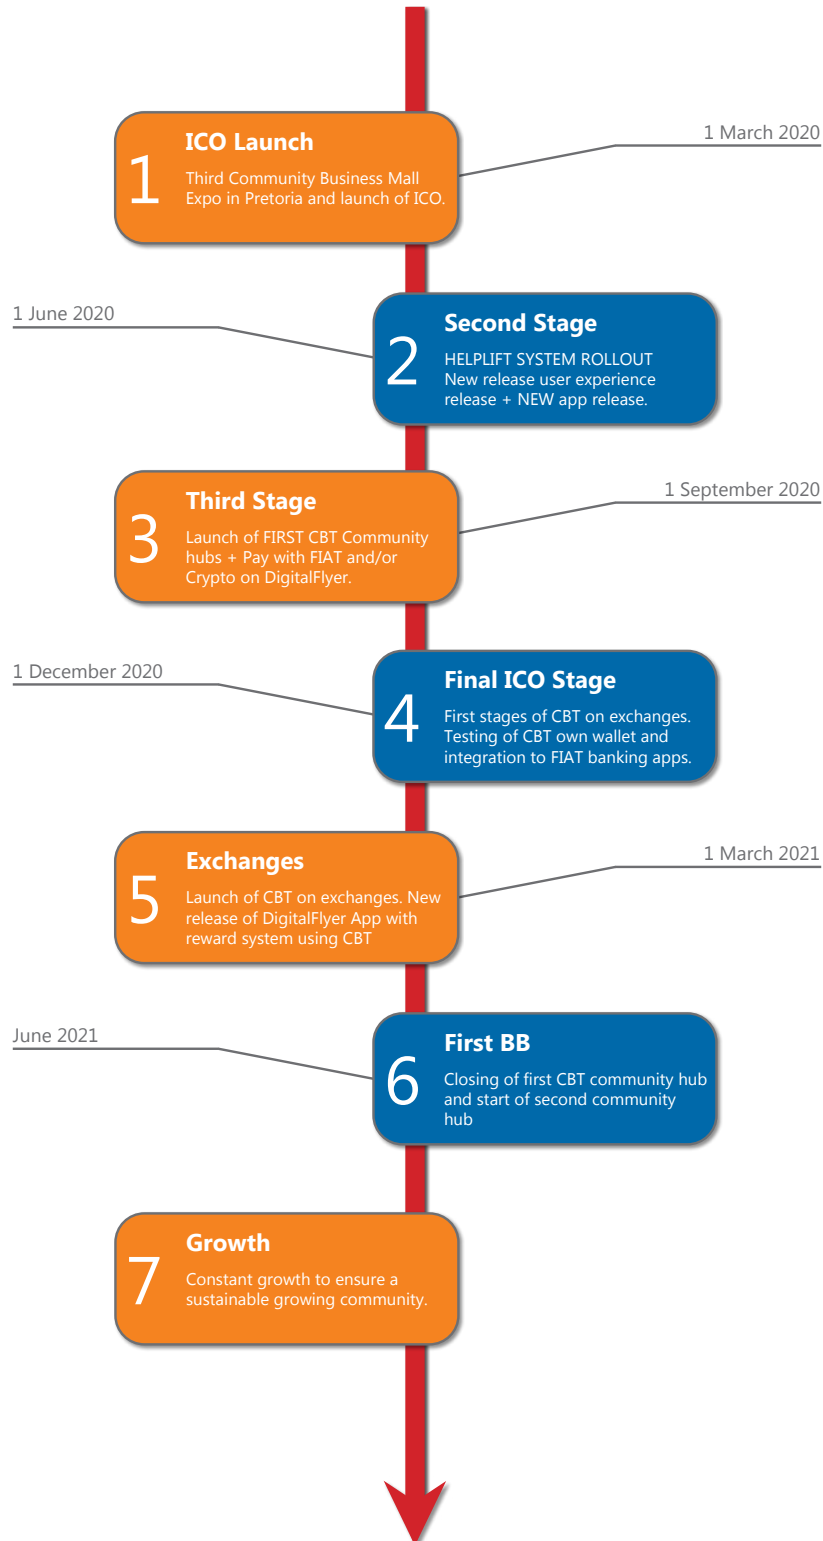 ICO Launch
1 March 2020
1
Third Community Business Mall
Expo in Pretoria and launch of ICO.
1 June 2020
Second Stage
2
HELPLIFT SYSTEM ROLLOUT
New release user experience
release + NEW app release.
Third Stage
1 September 2020
3
Launch of FIRST CBT Community
hubs + Pay with FIAT and/or
Crypto on DigitalFlyer.
1 December 2020
Final ICO Stage
4
First stages of CBT on exchanges.
Testing of CBT own wallet and
integration to FIAT banking apps.
Exchanges
1 March 2021
5
Launch of CBT on exchanges. New
release of DigitalFlyer App with
reward system using CBT
June 2021
First BB
6
Closing of first CBT community hub
and start of second community
hub
Growth
7
Constant growth to ensure a
sustainable growing community.